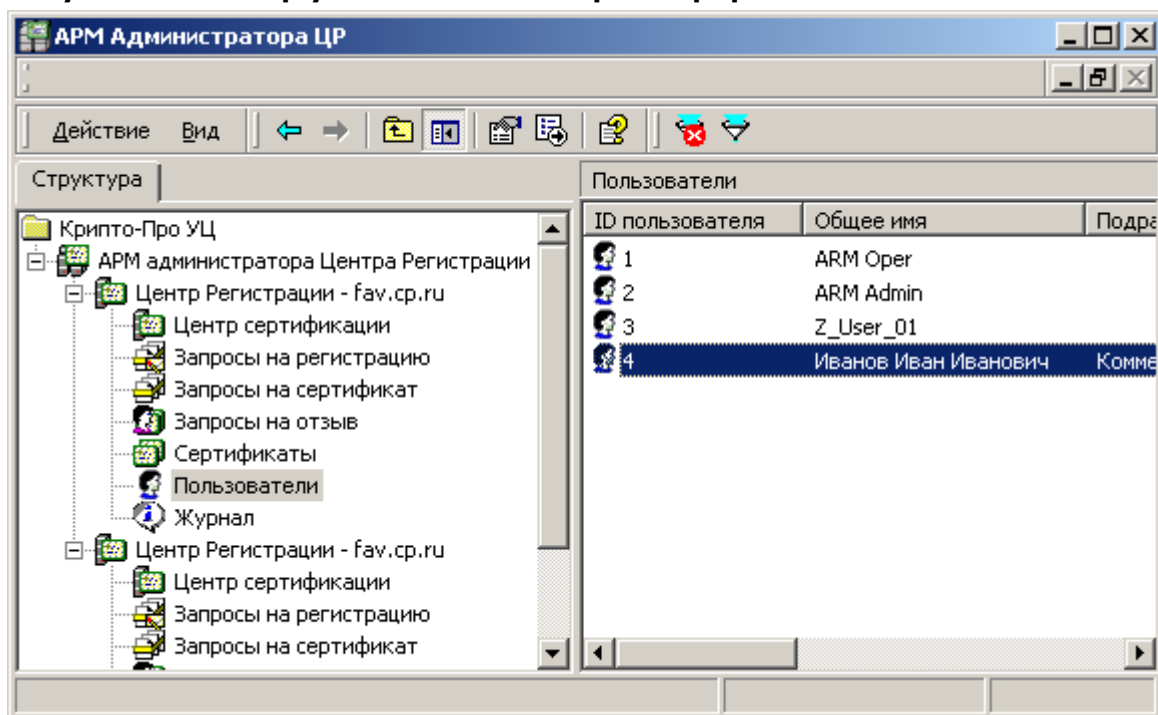 АРМ Администратора ЦР
Действие Вид
Структура
Крипто-Про УЦ
АРМ администратора Центра Регистрации
Центр Регистрации - fav.cp.ru
Центр сертификации
Запросы на регистрацию
Запросы на сертификат
Запросы на отзыв
Сертификаты
Пользователи
Журнал
Центр Регистрации - fav.cp.ru
Центр сертификации
Запросы на регистрацию
Запросы на сертификат
Пользователи
ID пользователя Общее имя Подра
1 ARM Oper
2 ARM Admin
3 Z_User_01
4 Иванов Иван Иванович Комме